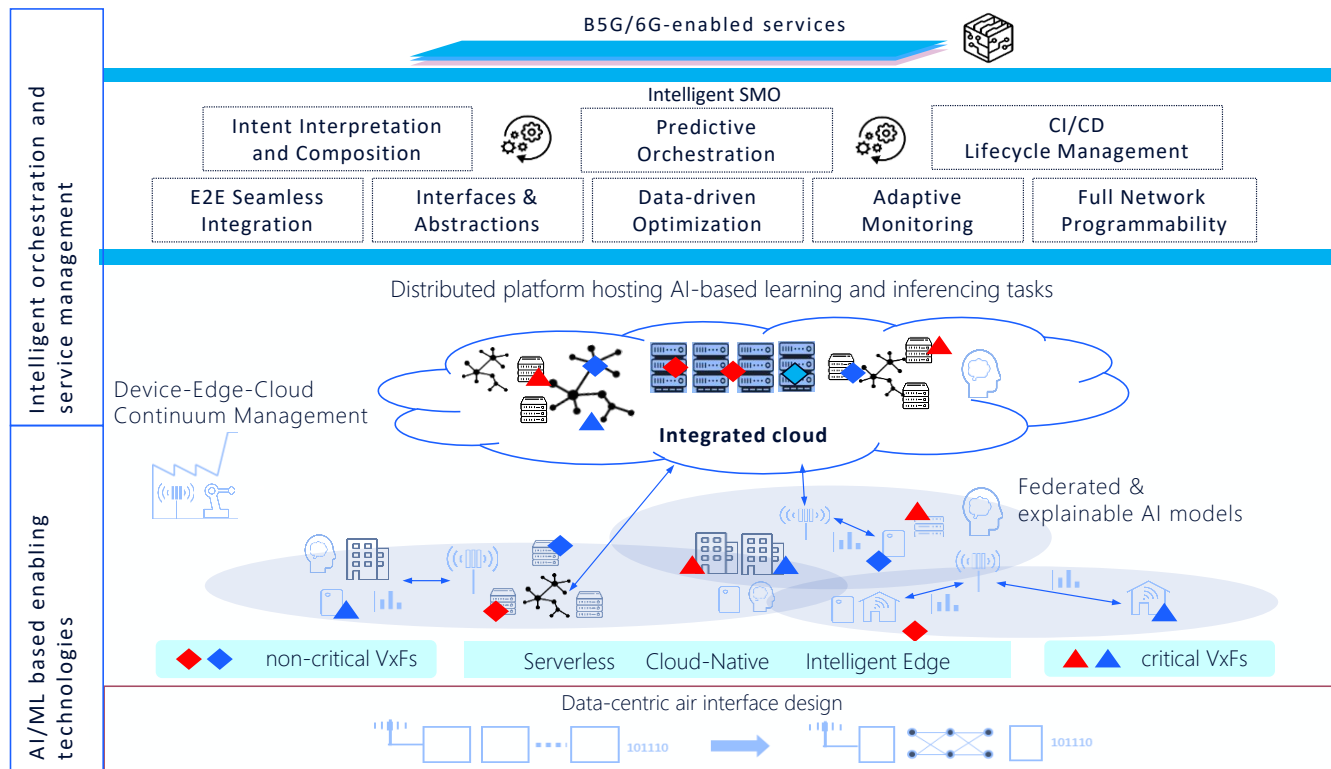 B5G/6G-enabled services
Intelligent orchestration and
service management
Intelligent SMO
Intent Interpretation
and Composition
Predictive
Orchestration
CI/CD
Lifecycle Management
E2E Seamless
Integration
Interfaces &
Abstractions
Data-driven
Optimization
Adaptive
Monitoring
Full Network
Programmability
Distributed platform hosting AI-based learning and inferencing tasks
Device-Edge-Cloud
Continuum Management
Integrated cloud
AI/ML based enabling
technologies
Federated &
explainable AI models
non-critical VxFs
Serverless
Cloud-Native
Intelligent Edge
critical VxFs
Data-centric air interface design
101110
101110